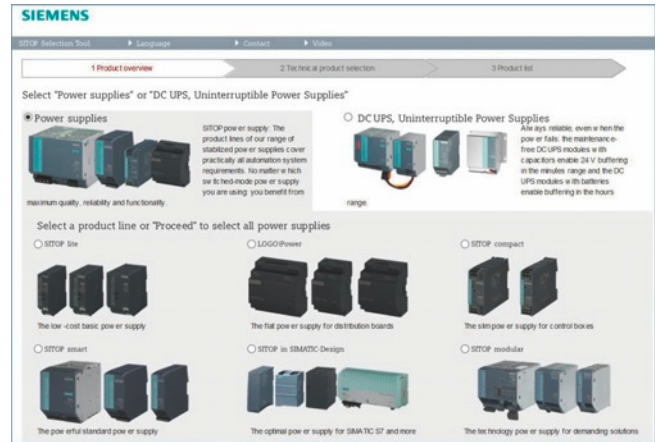 SIEMENS
SITOP Selection Tool
Language
Contact
Video
1 Product overview
2 Technical product selection
3 Product list
Select "Power supplies" or "DC UPS, Uninterruptible Power Supplies"
Power supplies
SITOP power supply: The
product lines of our range of
stabilized power supplies cover
practically all automation system
requirements. No matter which
switched-mode power supply
you are using: you benefit from
maximum quality, reliability and functionality.
DC UPS, Uninterruptible Power Supplies
Always reliable, even when the
power fails: the maintenance-
free DC UPS modules with
capacitors enable 24 V buffering
in the minutes range and the DC
UPS modules with batteries
enable buffering in the hours
range.
Select a product line or "Proceed" to select all power supplies
SITOP lite
LOGO!Power
SITOP compact
The low-cost basic power supply
The flat power supply for distribution boards
The slim power supply for control boxes
SITOP smart
SITOP in SIMATIC-Design
SITOP modular
The powerful standard power supply
The optimal power supply for SIMATIC S7 and more
The technology power supply for demanding solutions